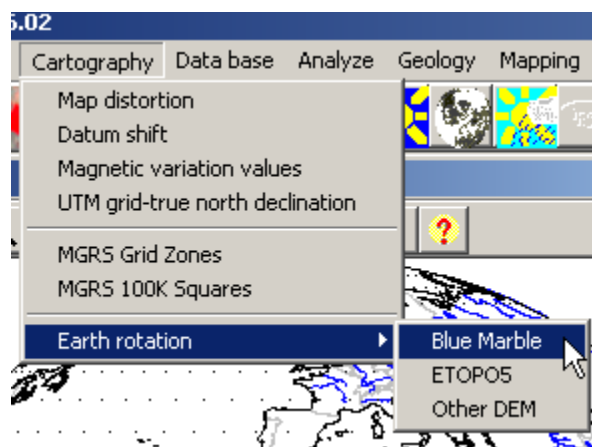 5.02
Cartography Data base Analyze Geology Mapping
Map distortion
Datum shift
Magnetic variation values
UTM grid-true north declination
MGRS Grid Zones
MGRS 100K Squares
Earth rotation
Blue Marble
ETOPO5
Other DEM